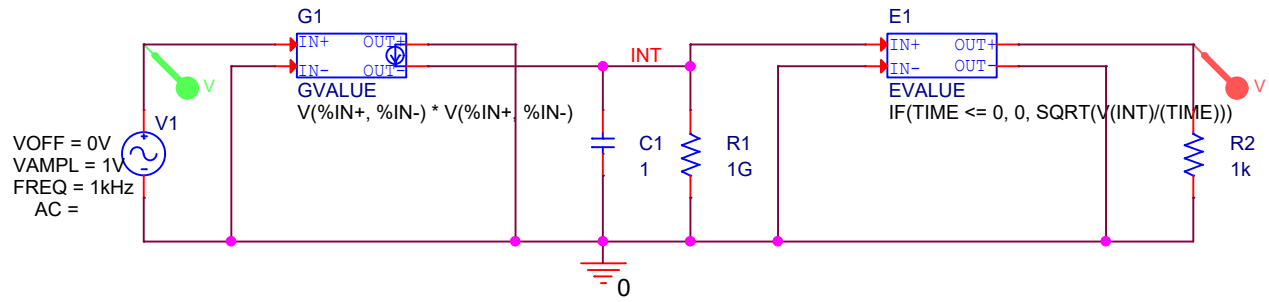 G1
IN+ OUT+
IN- OUT-
GVALUE
V(%IN+, %IN-) * V(%IN+, %IN-)
V
V1
+
-
VOFF = 0V
VAMPL = 1V
FREQ = 1kHz
AC =
INT
C1
1
R1
1G
0
E1
IN+ OUT+
IN- OUT-
EVALUE
IF(TIME <= 0, 0, SQRT(V(INT)/(TIME)))
V
R2
1k